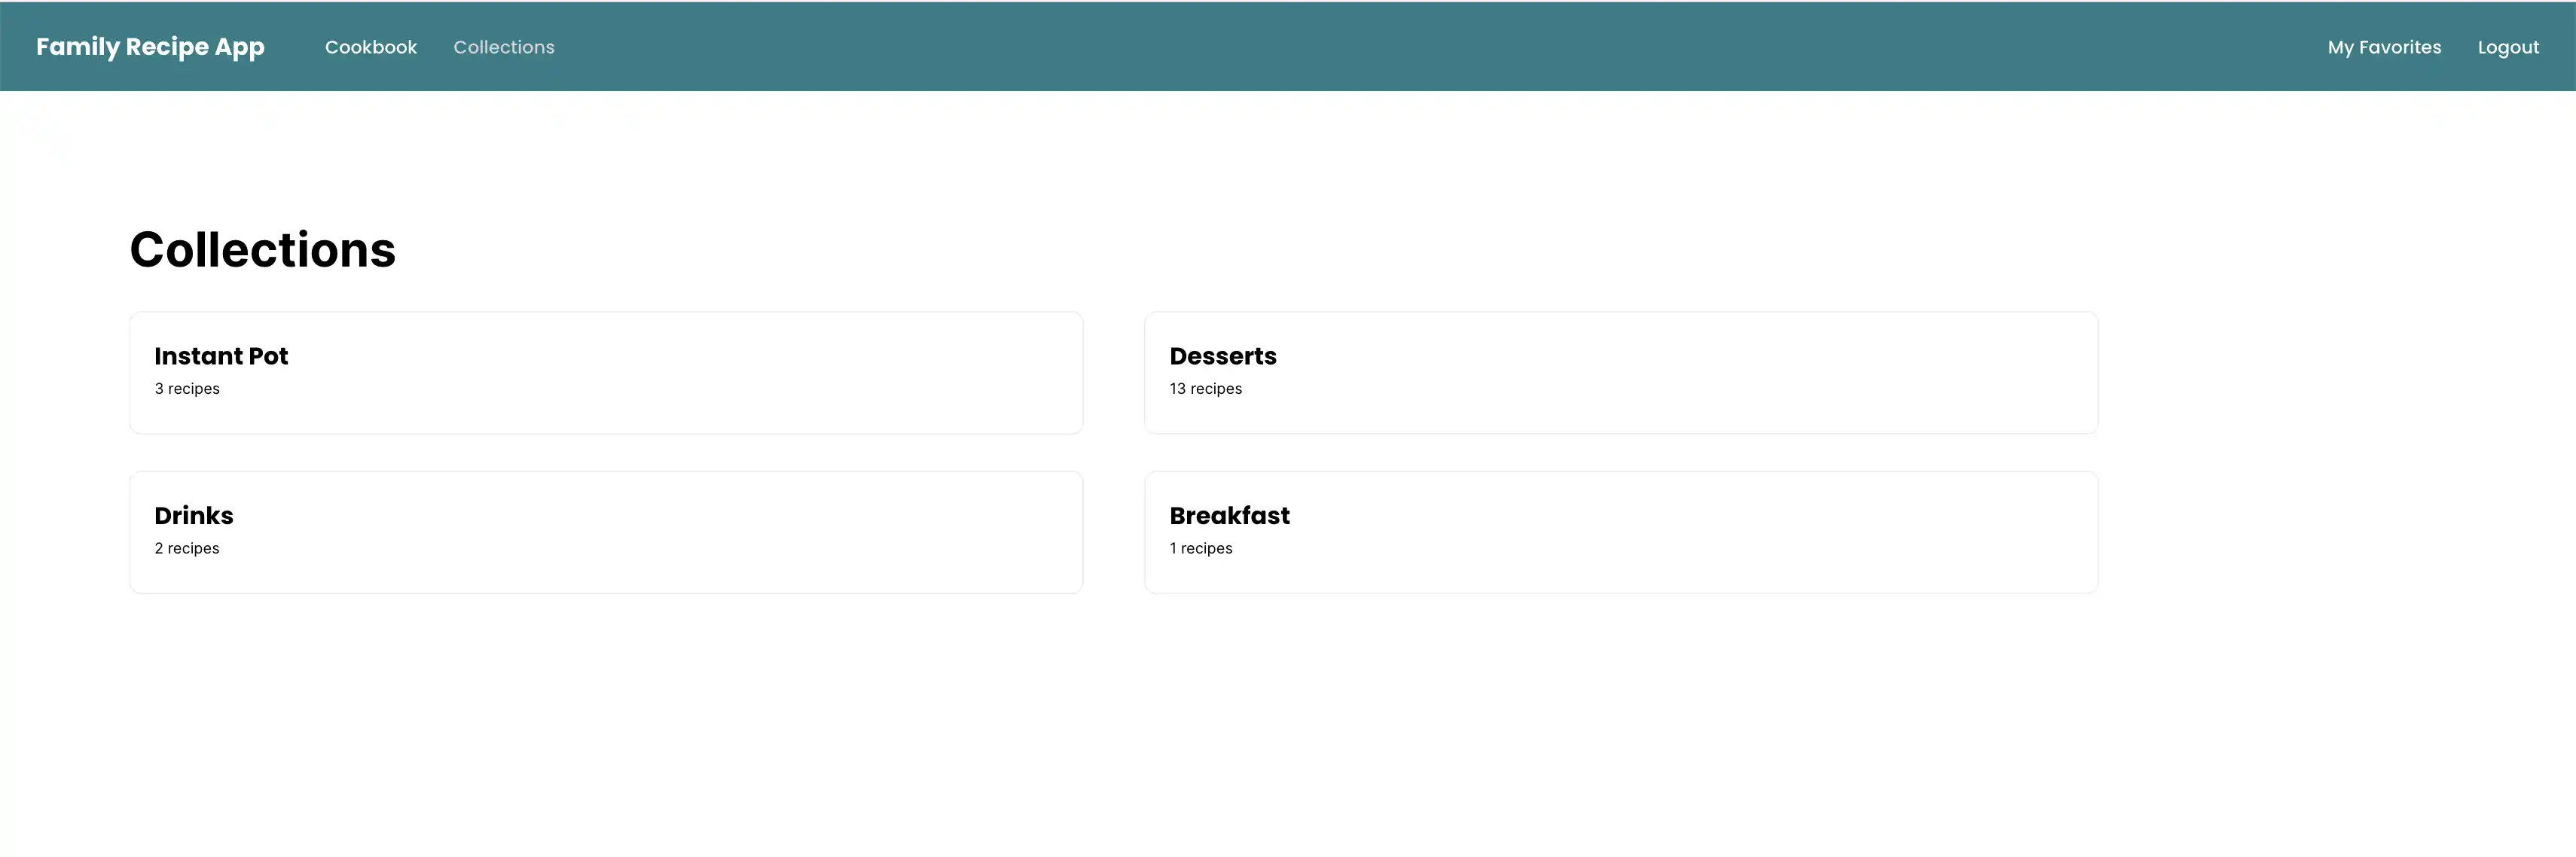 Family Recipe App Cookbook Collections My Favorites Logout
Collections
Instant Pot
3 recipes
Desserts
13 recipes
Drinks
2 recipes
Breakfast
1 recipes